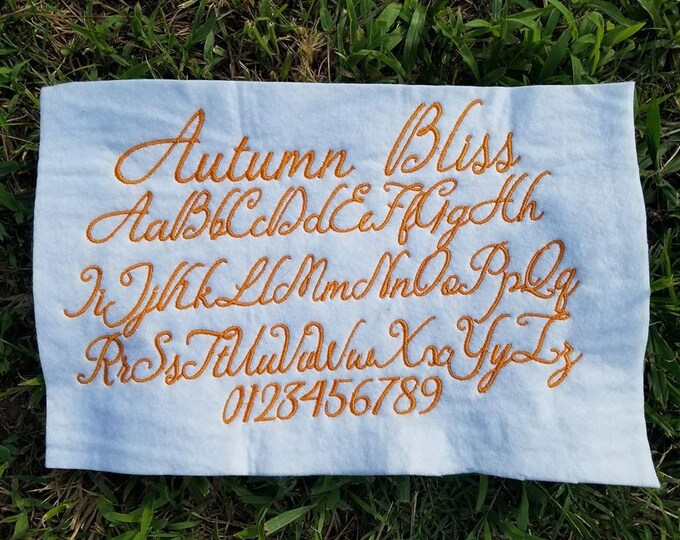 Autumn Bliss
AaBbCcDdEeFfGgHh
IiJjKkLlMmNnOoPpQq
RrSsTtUuVvWwXxYyZz
0123456789